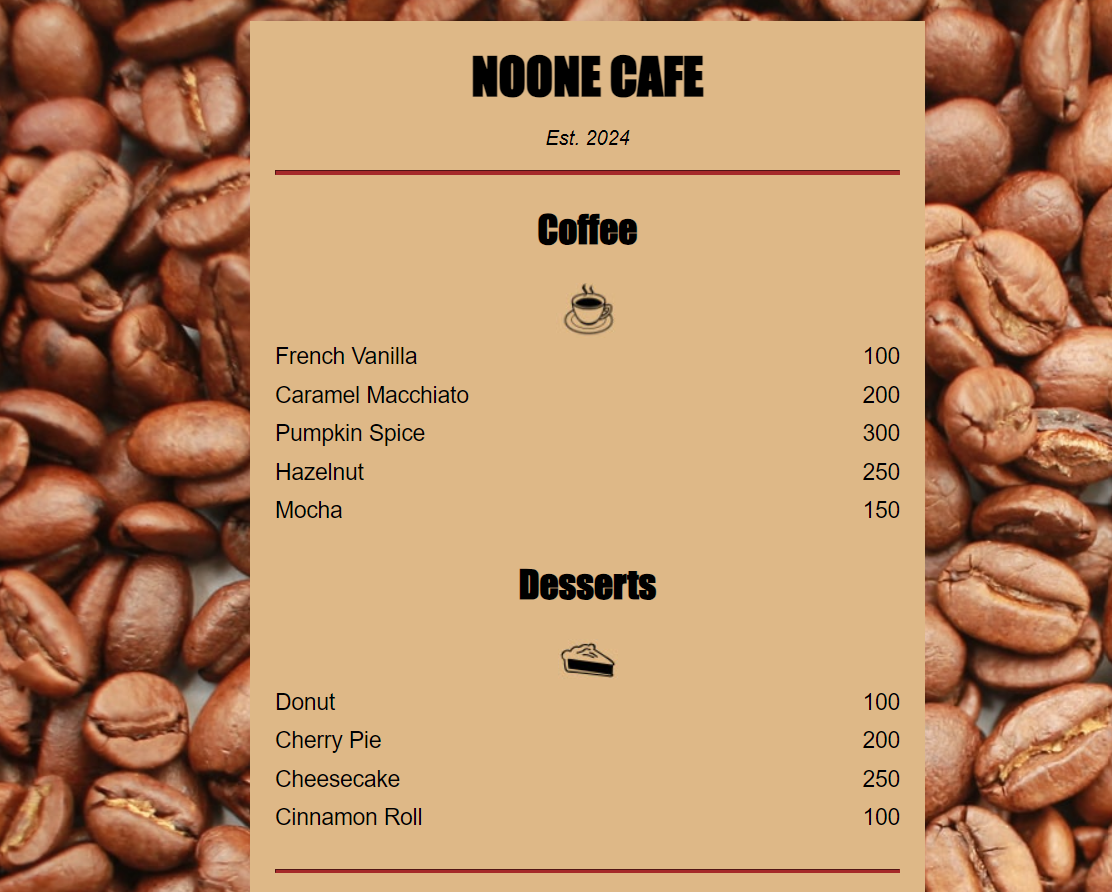 NOONE CAFE
Est. 2024
Coffee
French Vanilla 100
Caramel Macchiato 200
Pumpkin Spice 300
Hazelnut 250
Mocha 150
Desserts
Donut 100
Cherry Pie 200
Cheesecake 250
Cinnamon Roll 100